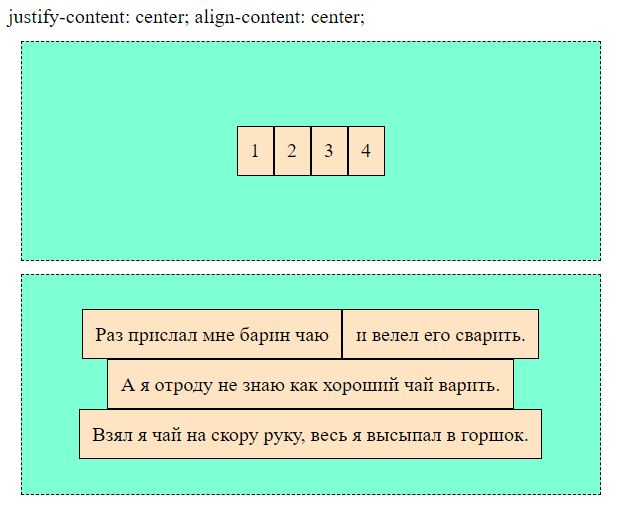 justify-content: center; align-content: center;
1 2 3 4
Раз прислал мне барин чаю и велел его сварить.
А я отроду не знаю как хороший чай варить.
Взял я чай на скору руку, весь я высыпал в горшок.